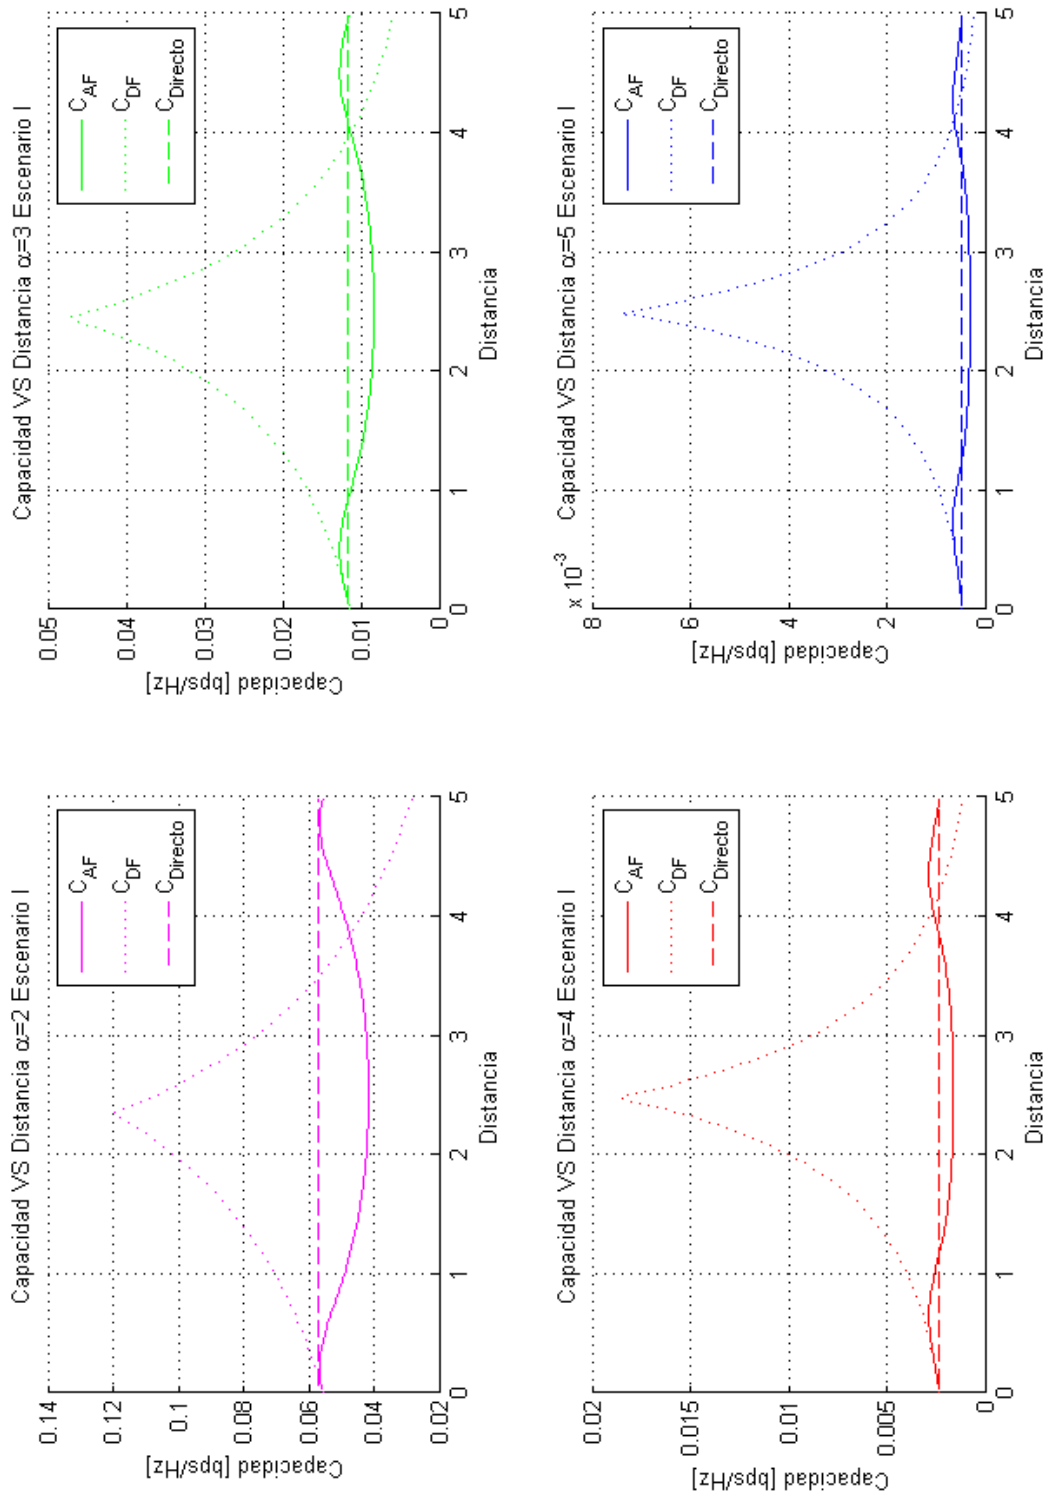 Capacidad VS Distancia α=2 Escenario I
0.14
0.12
0.1
0.08
0.06
0.04
0.02
Capacidad [bps/Hz]
0 1 2 3 4 5
Distancia
C_AF
C_DF
C_Directo
Capacidad VS Distancia α=3 Escenario I
0.05
0.04
0.03
0.02
0.01
0
Capacidad [bps/Hz]
0 1 2 3 4 5
Distancia
C_AF
C_DF
C_Directo
Capacidad VS Distancia α=4 Escenario I
0.02
0.015
0.01
0.005
0
Capacidad [bps/Hz]
0 1 2 3 4 5
Distancia
C_AF
C_DF
C_Directo
x 10^-3
Capacidad VS Distancia α=5 Escenario I
8
6
4
2
0
Capacidad [bps/Hz]
0 1 2 3 4 5
Distancia
C_AF
C_DF
C_Directo